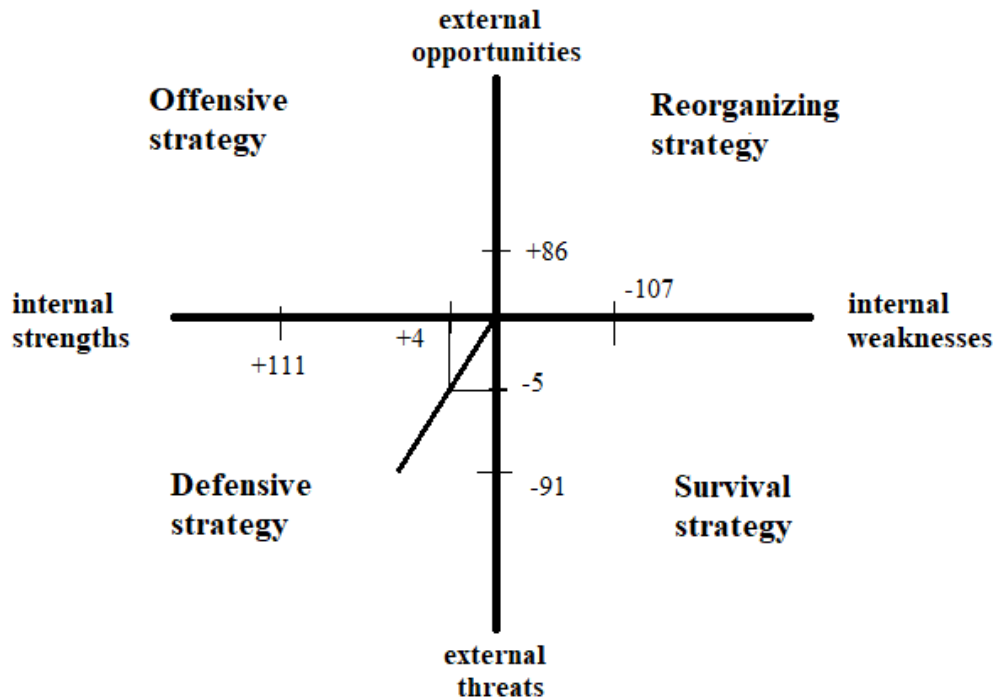 external
opportunities
Offensive
strategy
Reorganizing
strategy
+86
-107
internal
strengths
internal
weaknesses
+4
+111
-5
Defensive
strategy
-91
Survival
strategy
external
threats